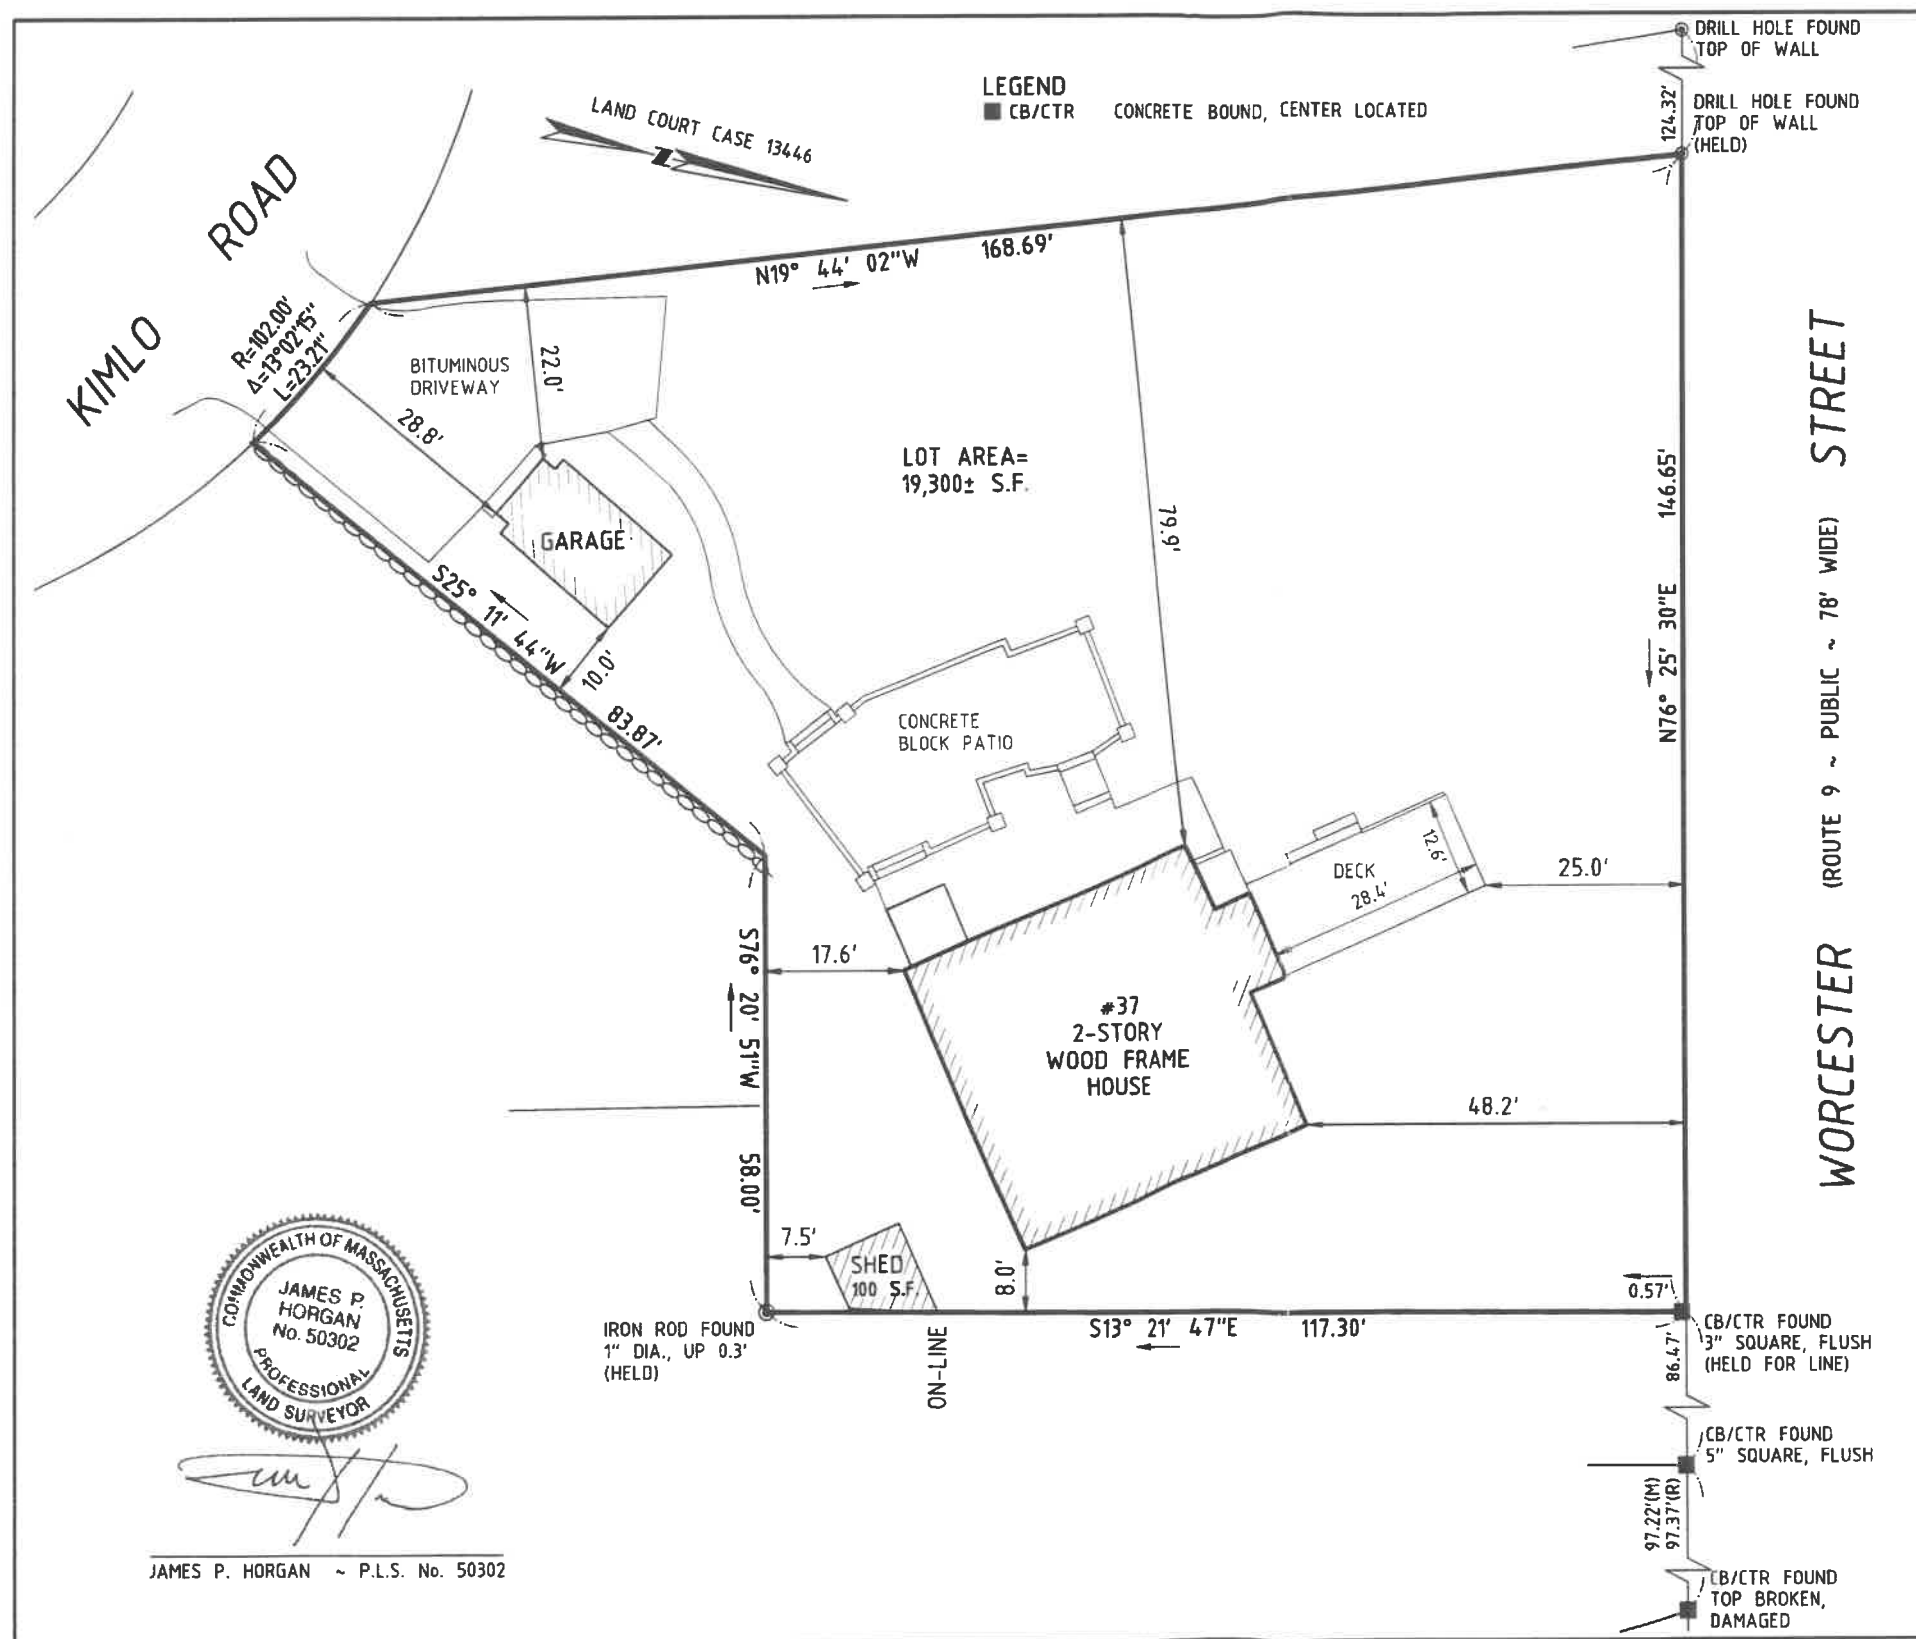 DRILL HOLE FOUND
TOP OF WALL
LEGEND
CB/CTR CONCRETE BOUND, CENTER LOCATED
DRILL HOLE FOUND
TOP OF WALL
(HELD)
124.32'
LAND COURT CASE 13446
KIMLO ROAD
N19° 44' 02"W 168.69'
R=102.00'
Δ=13°02'15"
L=23.21'
BITUMINOUS
DRIVEWAY
22.0'
28.8'
LOT AREA=
19,300± S.F.
GARAGE
79.9'
S25° 11' 44"W 83.87'
10.0'
CONCRETE
BLOCK PATIO
N76° 25' 30"E 146.65'
WORCESTER (ROUTE 9 ~ PUBLIC ~ 78' WIDE) STREET
DECK
12.6'
28.4'
25.0'
17.6'
S76° 20' 51"W 58.00'
#37
2-STORY
WOOD FRAME
HOUSE
48.2'
7.5'
SHED
100 S.F.
8.0'
0.57'
IRON ROD FOUND
1" DIA., UP 0.3'
(HELD)
ON-LINE
S13° 21' 47"E 117.30'
CB/CTR FOUND
3" SQUARE, FLUSH
(HELD FOR LINE)
86.47'
CB/CTR FOUND
5" SQUARE, FLUSH
97.22'(M)
97.37'(R)
CB/CTR FOUND
TOP BROKEN,
DAMAGED
COMMONWEALTH OF MASSACHUSETTS
JAMES P.
HORGAN
No. 50302
PROFESSIONAL
LAND SURVEYOR
JAMES P. HORGAN ~ P.L.S. No. 50302